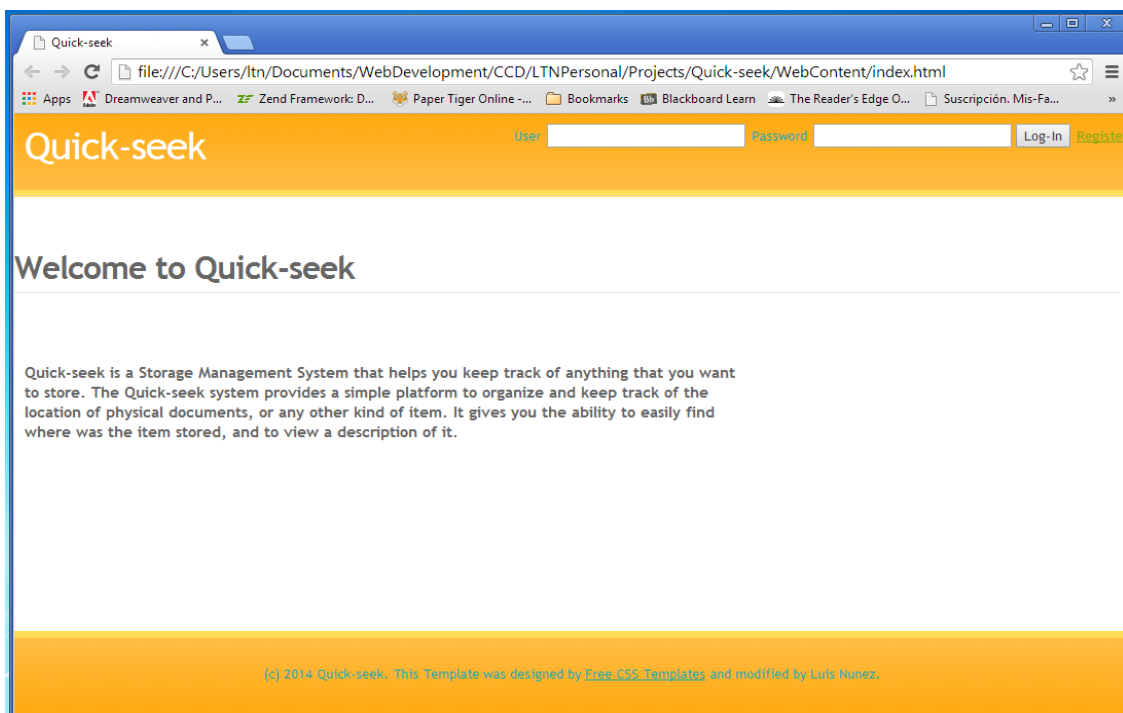 Quick-seek
file:///C:/Users/ltn/Documents/WebDevelopment/CCD/LTNPersonal/Projects/Quick-seek/WebContent/index.html
Apps Dreamweaver and P... Zend Framework: D... Paper Tiger Online -... Bookmarks Blackboard Learn The Reader's Edge O... Suscripción. Mis-Fa... »
Quick-seek User Password Log-In Registe
Welcome to Quick-seek
Quick-seek is a Storage Management System that helps you keep track of anything that you want
to store. The Quick-seek system provides a simple platform to organize and keep track of the
location of physical documents, or any other kind of item. It gives you the ability to easily find
where was the item stored, and to view a description of it.
(c) 2014 Quick-seek. This Template was designed by Free CSS Templates and modified by Luis Nunez.